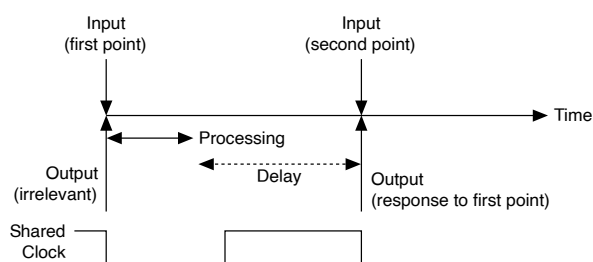 Input
(first point)
Input
(second point)
Time
Processing
Output
(irrelevant)
Delay
Output
(response to first point)
Shared
Clock